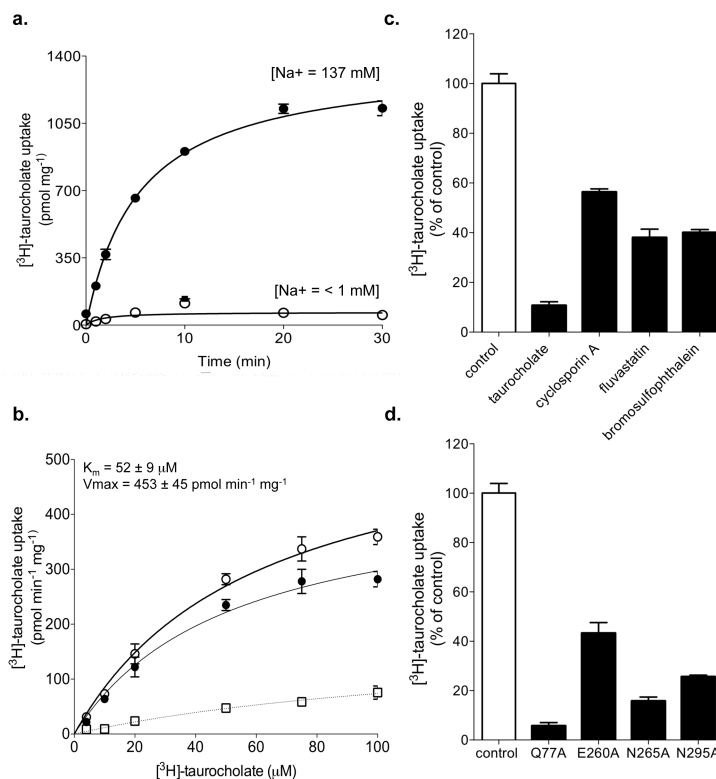 a.
1400
1050
700
350
0
[³H]-taurocholate uptake
(pmol mg⁻¹)
[Na+ = 137 mM]
[Na+ = < 1 mM]
0 10 20 30
Time (min)
b.
500
400
300
200
100
0
[³H]-taurocholate uptake
(pmol min⁻¹ mg⁻¹)
Kₘ = 52 ± 9 μM
Vmax = 453 ± 45 pmol min⁻¹ mg⁻¹
0 20 40 60 80 100
[³H]-taurocholate (μM)
c.
120
100
80
60
40
20
0
[³H]-taurocholate uptake
(% of control)
control
taurocholate
cyclosporin A
fluvastatin
bromosulfophthalein
d.
120
100
80
60
40
20
0
[³H]-taurocholate uptake
(% of control)
control Q77A E260A N265A N295A